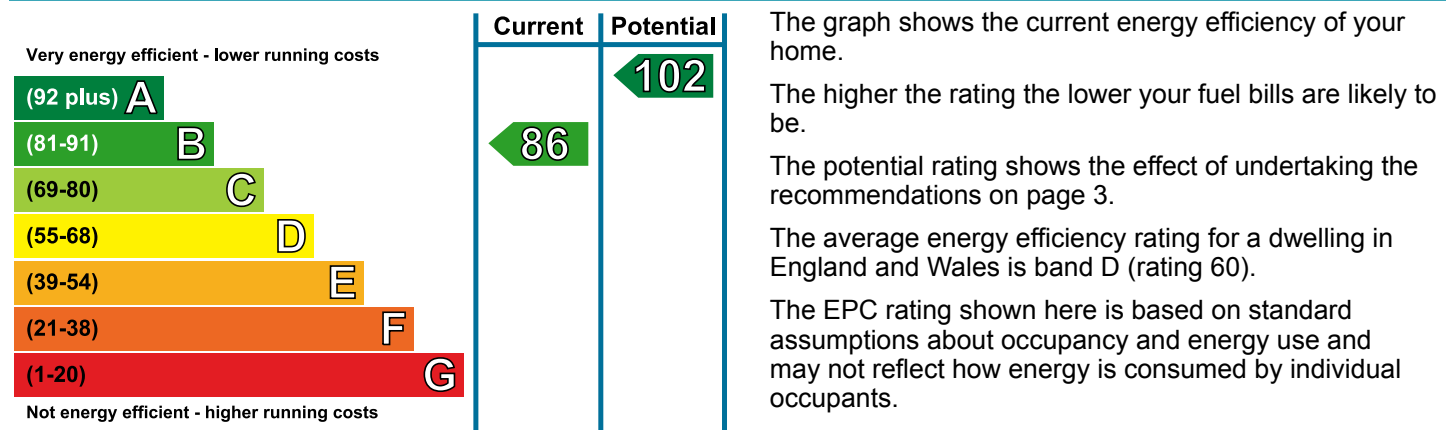 Current Potential
Very energy efficient - lower running costs
(92 plus) A
102
(81-91) B
86
(69-80) C
(55-68) D
(39-54) E
(21-38) F
(1-20) G
Not energy efficient - higher running costs
The graph shows the current energy efficiency of your
home.
The higher the rating the lower your fuel bills are likely to
be.
The potential rating shows the effect of undertaking the
recommendations on page 3.
The average energy efficiency rating for a dwelling in
England and Wales is band D (rating 60).
The EPC rating shown here is based on standard
assumptions about occupancy and energy use and
may not reflect how energy is consumed by individual
occupants.